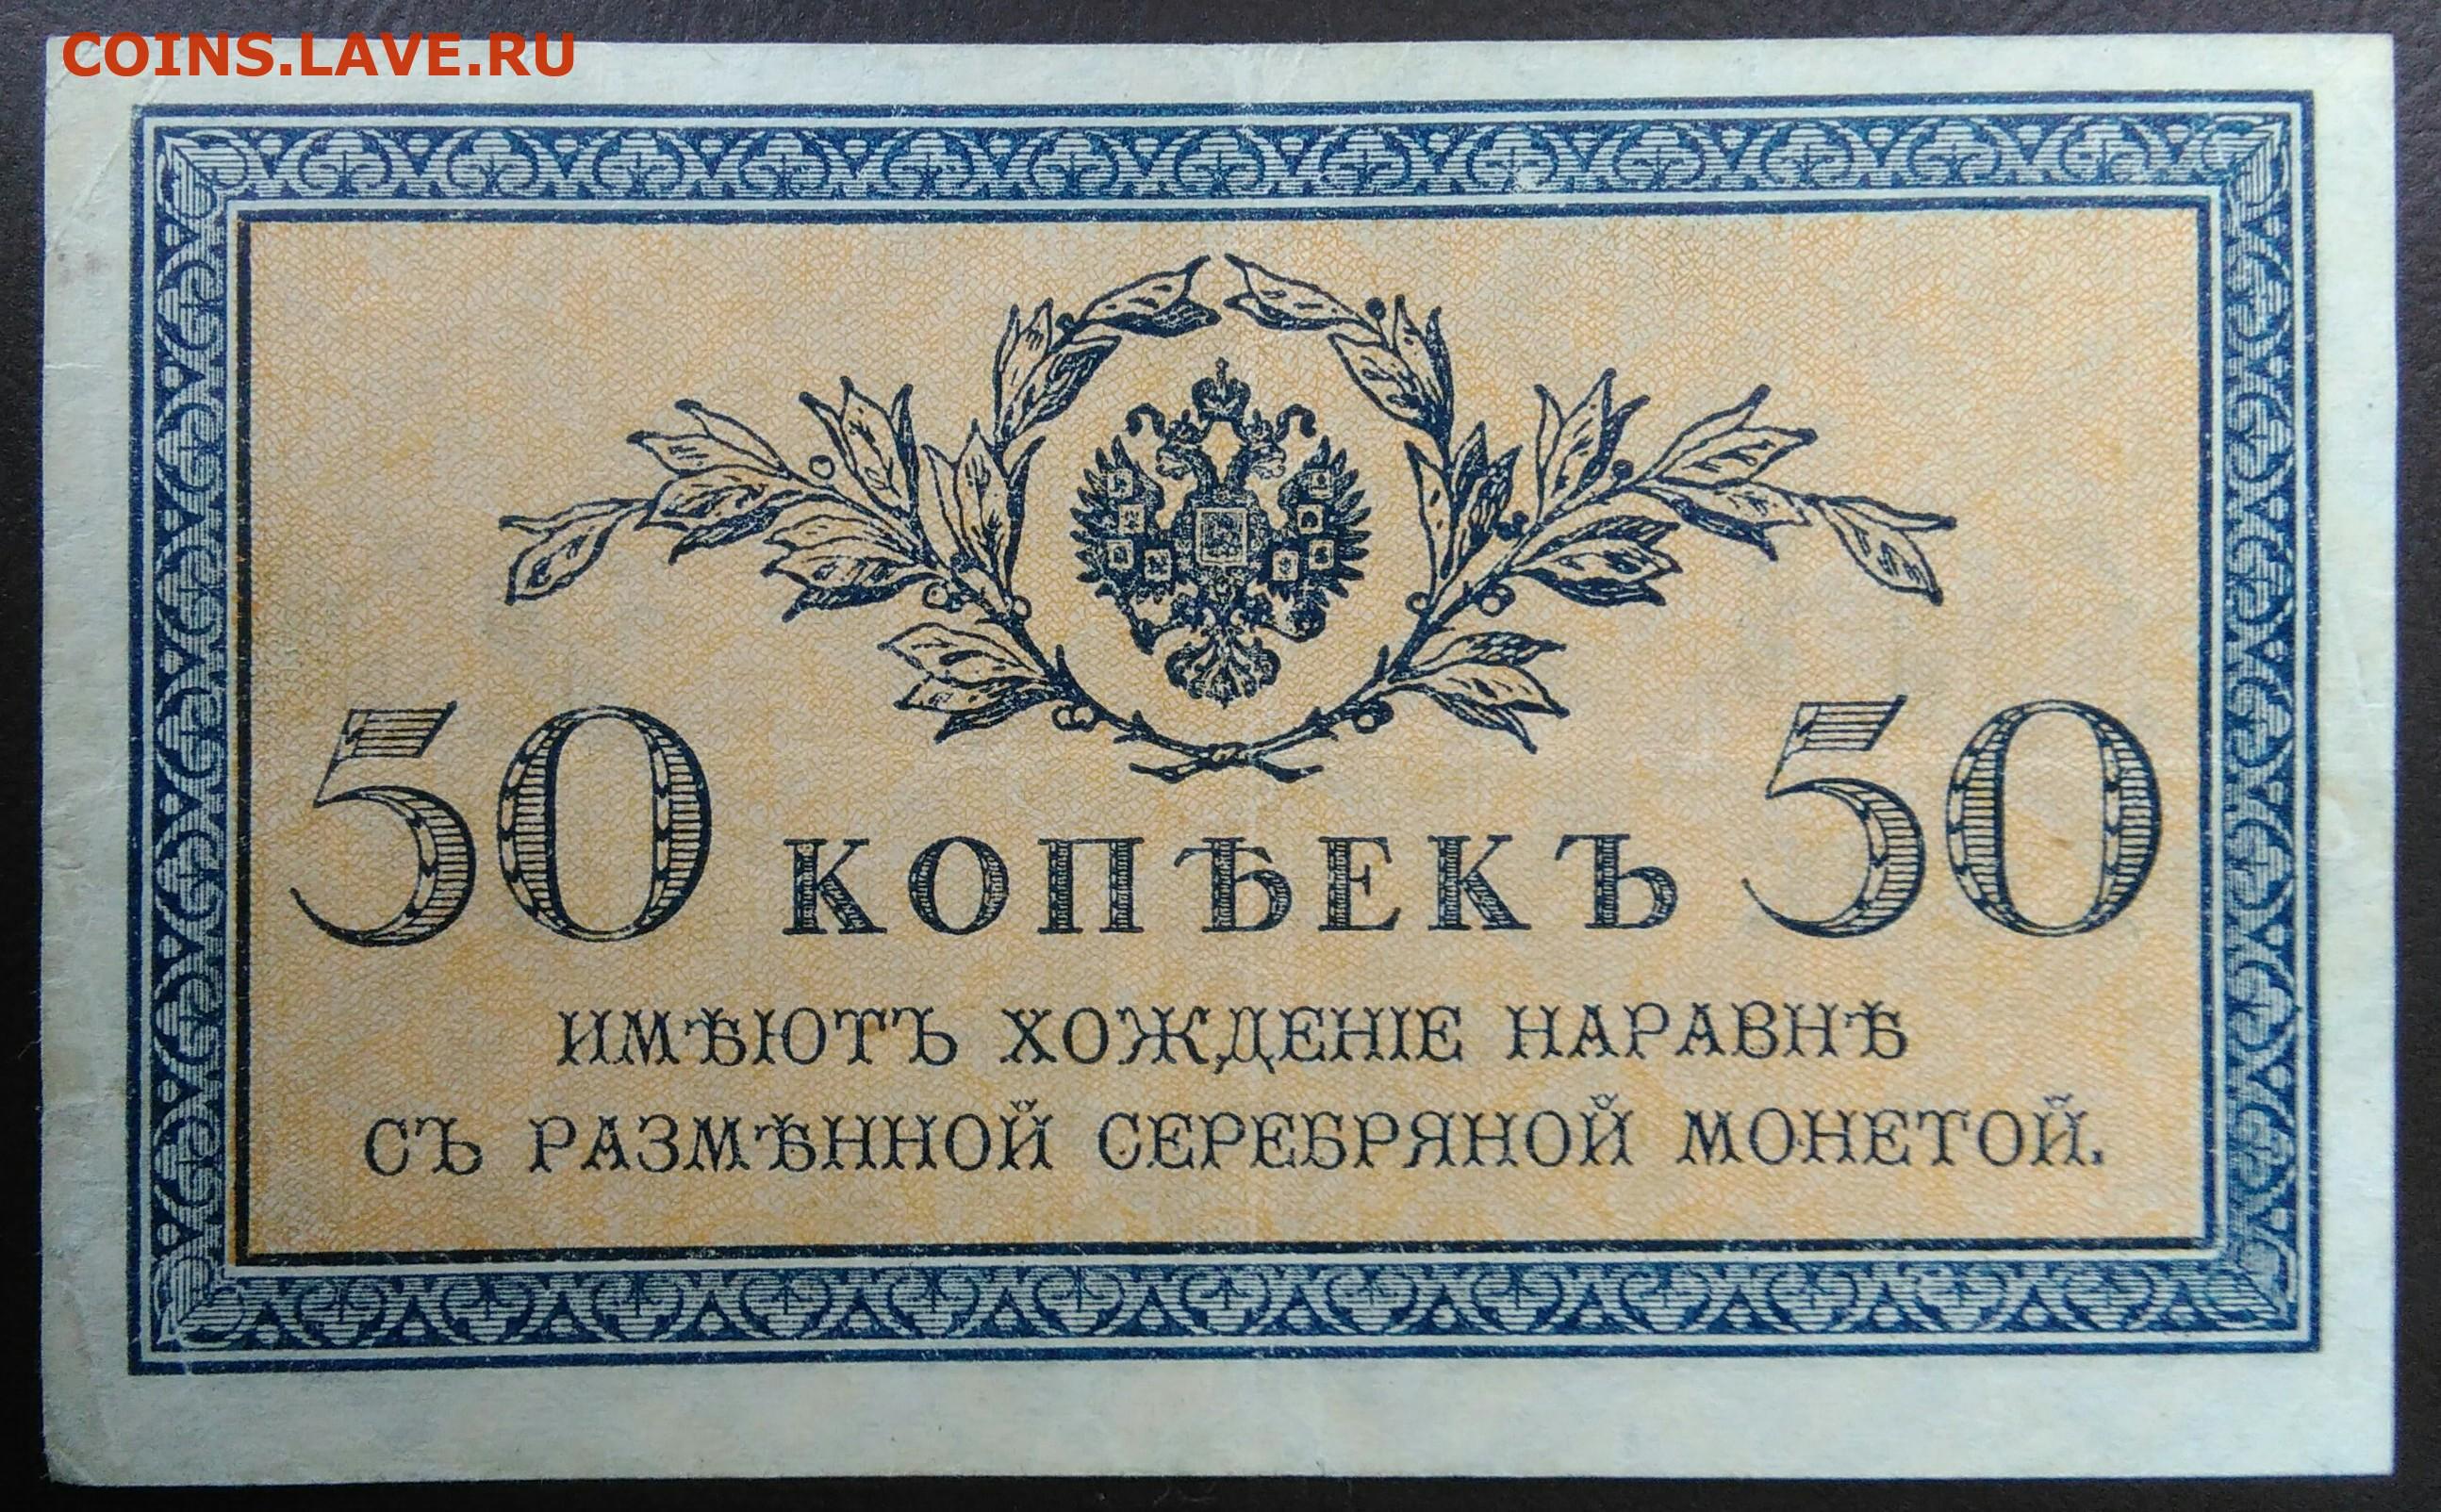 COINS.LAVE.RU
50 КОПѢЕКЪ 50
ИМѢЮТЪ ХОЖДЕНІЕ НАРАВНѢ
СЪ РАЗМѢННОЙ СЕРЕБРЯНОЙ МОНЕТОЙ.